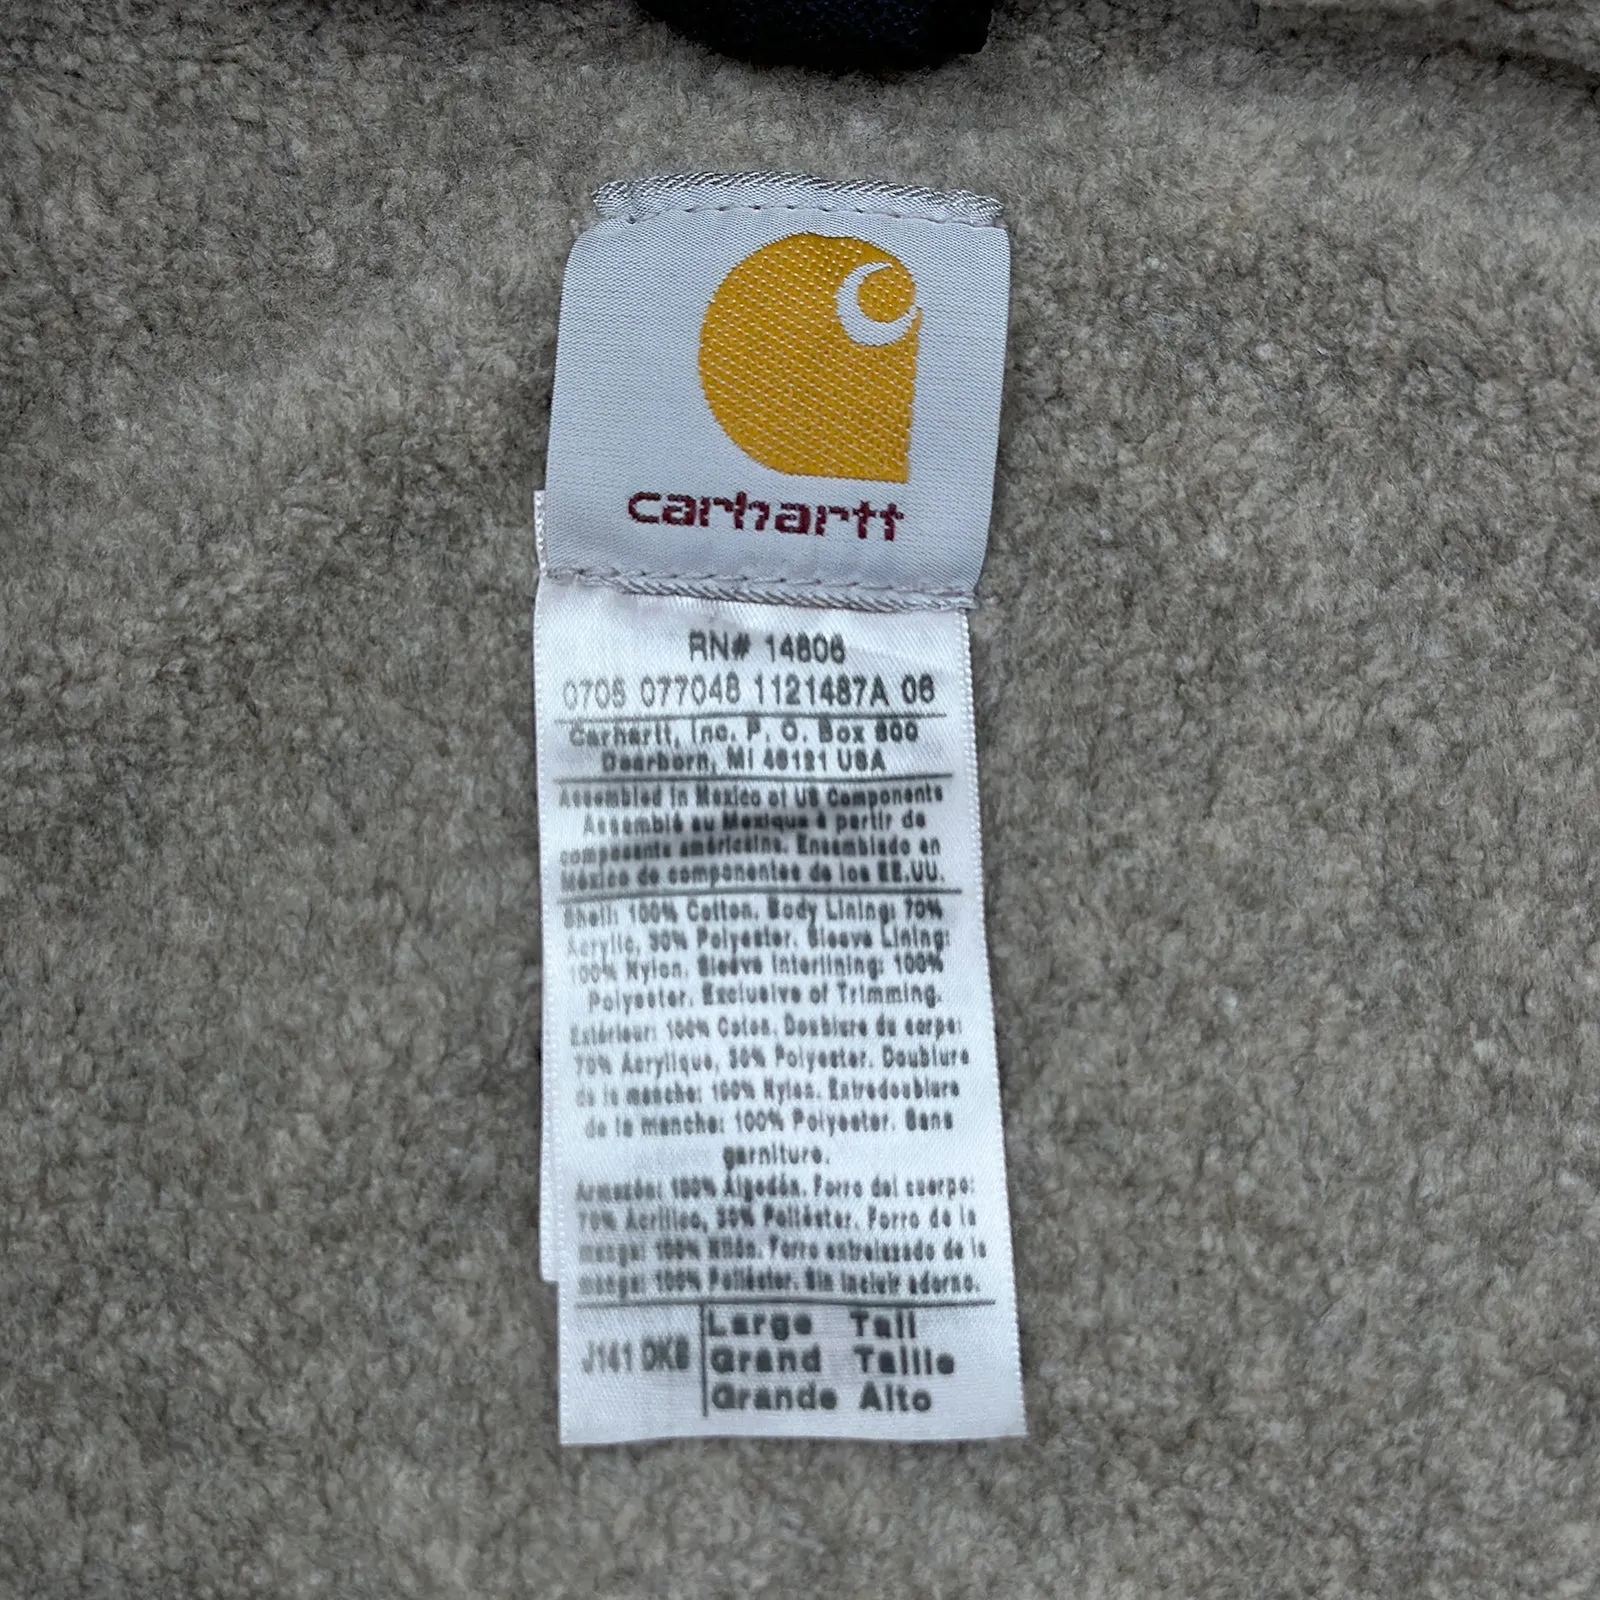 carhartt
RN# 14806
0706 077048 1121487A 06
Carhartt, Inc. P. O. Box 600
Dearborn, MI 48121 USA
Assembled in Mexico of US Components
Assemblé au Mexique à partir de
composants américains. Ensamblado en
México de componentes de los EE.UU.
Shell: 100% Cotton. Body Lining: 70%
Acrylic, 30% Polyester. Sleeve Lining:
100% Nylon. Sleeve Interlining: 100%
Polyester. Exclusive of Trimming.
Extérieur: 100% Coton. Doublure du corps:
70% Acrylique, 30% Polyester. Doublure
de la manche: 100% Nylon. Entredoublure
de la manche: 100% Polyester. Sans
garniture.
Armazón: 100% Algodón. Forro del cuerpo:
70% Acrílico, 30% Poliéster. Forro de la
manga: 100% Nilón. Forro entrelazado de la
manga: 100% Poliéster. Sin incluir adorno.
J141 DKB
Large Tall
Grand Taille
Grande Alto